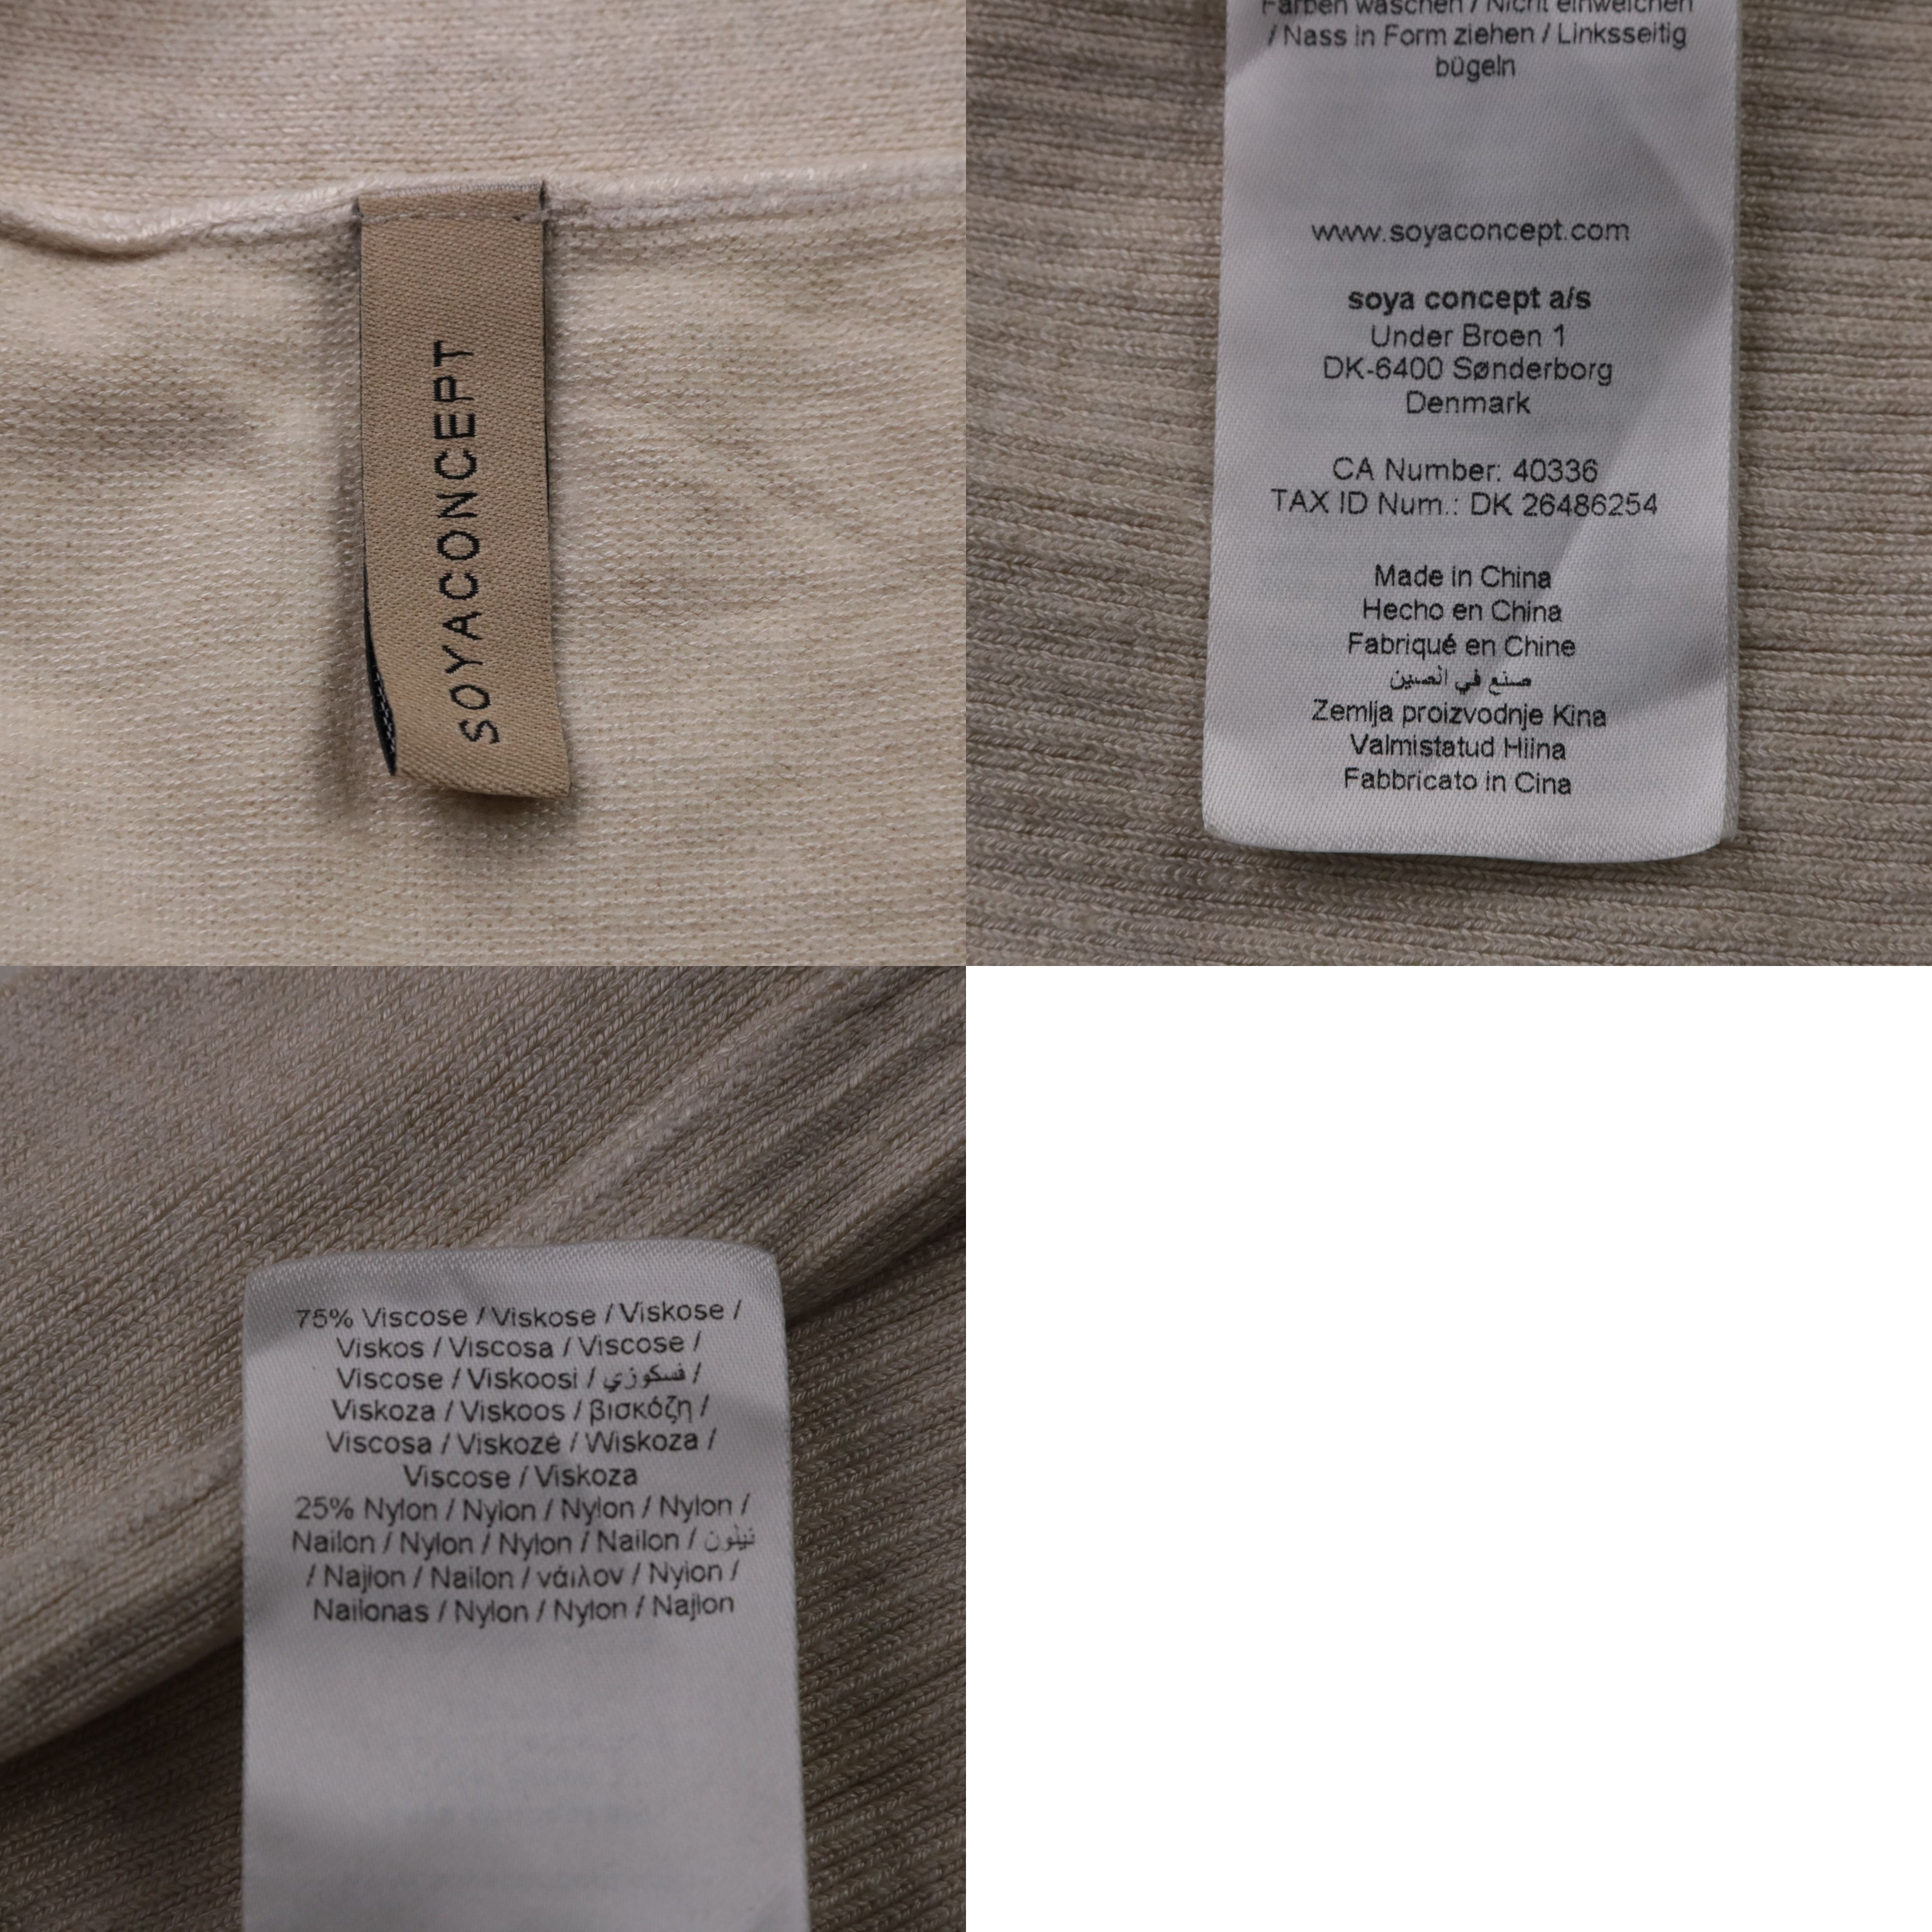 SOYACONCEPT
Farben waschen / Nicht einweichen
/ Nass in Form ziehen / Linksseitig
bügeln
www.soyaconcept.com
soya concept a/s
Under Broen 1
DK-6400 Sønderborg
Denmark
CA Number: 40336
TAX ID Num.: DK 26486254
Made in China
Hecho en China
Fabriqué en Chine
صنع في الصين
Zemlja proizvodnje Kina
Valmistatud Hiina
Fabbricato in Cina
75% Viscose / Viskose / Viskose /
Viskos / Viscosa / Viscose /
Viscose / Viskoosi / فسكوزي /
Viskoza / Viskoos / βισκόζη /
Viscosa / Viskozė / Wiskoza /
Viscose / Viskoza
25% Nylon / Nylon / Nylon / Nylon /
Nailon / Nylon / Nylon / Nailon / نيلون
/ Najlon / Nailon / νάιλον / Nylon /
Nailonas / Nylon / Nylon / Najlon